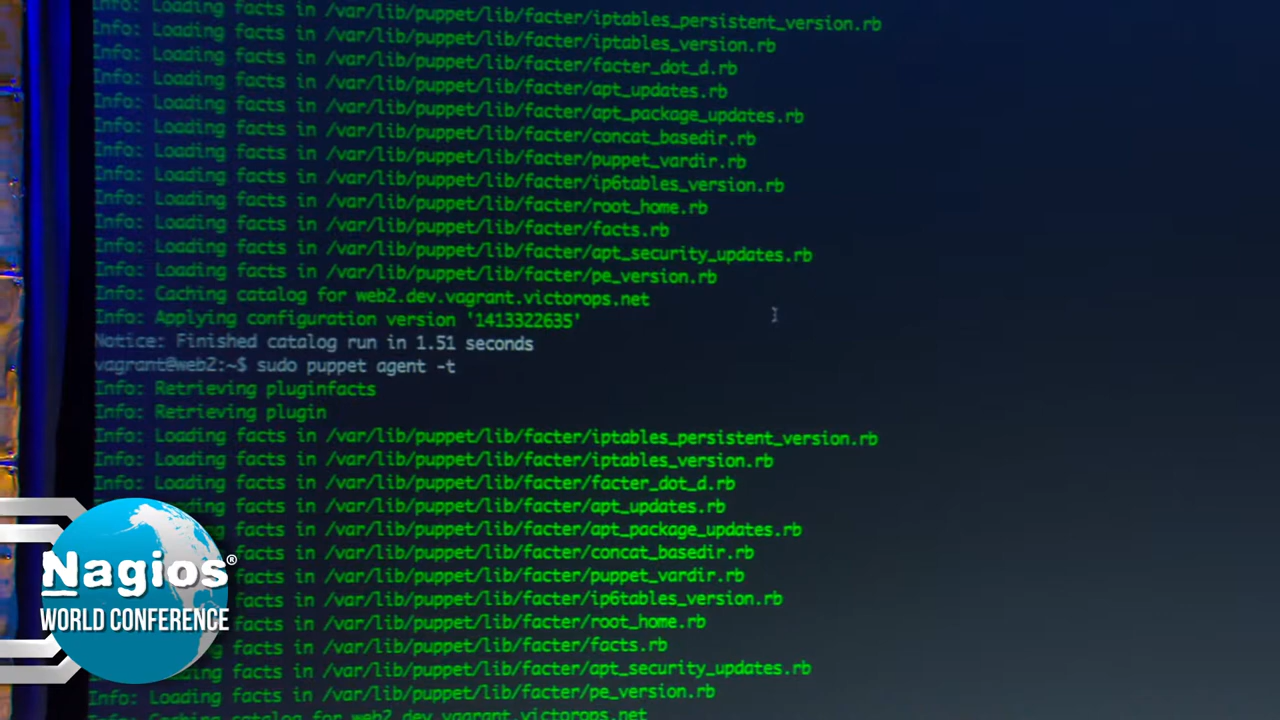 Info: Loading facts in /var/lib/puppet/lib/facter/iptables_persistent_version.rb
Info: Loading facts in /var/lib/puppet/lib/facter/iptables_version.rb
Info: Loading facts in /var/lib/puppet/lib/facter/facter_dot_d.rb
Info: Loading facts in /var/lib/puppet/lib/facter/apt_updates.rb
Info: Loading facts in /var/lib/puppet/lib/facter/apt_package_updates.rb
Info: Loading facts in /var/lib/puppet/lib/facter/concat_basedir.rb
Info: Loading facts in /var/lib/puppet/lib/facter/puppet_vardir.rb
Info: Loading facts in /var/lib/puppet/lib/facter/ip6tables_version.rb
Info: Loading facts in /var/lib/puppet/lib/facter/root_home.rb
Info: Loading facts in /var/lib/puppet/lib/facter/facts.rb
Info: Loading facts in /var/lib/puppet/lib/facter/apt_security_updates.rb
Info: Loading facts in /var/lib/puppet/lib/facter/pe_version.rb
Info: Caching catalog for web2.dev.vagrant.victorops.net
Info: Applying configuration version '1413322635'
Notice: Finished catalog run in 1.51 seconds
vagrant@web2:~$ sudo puppet agent -t
Info: Retrieving pluginfacts
Info: Retrieving plugin
Info: Loading facts in /var/lib/puppet/lib/facter/iptables_persistent_version.rb
Info: Loading facts in /var/lib/puppet/lib/facter/iptables_version.rb
Info: Loading facts in /var/lib/puppet/lib/facter/facter_dot_d.rb
Loading facts in /var/lib/puppet/lib/facter/apt_updates.rb
facts in /var/lib/puppet/lib/facter/apt_package_updates.rb
facts in /var/lib/puppet/lib/facter/concat_basedir.rb
facts in /var/lib/puppet/lib/facter/puppet_vardir.rb
facts in /var/lib/puppet/lib/facter/ip6tables_version.rb
facts in /var/lib/puppet/lib/facter/root_home.rb
facts in /var/lib/puppet/lib/facter/facts.rb
facts in /var/lib/puppet/lib/facter/apt_security_updates.rb
Info: Loading facts in /var/lib/puppet/lib/facter/pe_version.rb
Info: Caching catalog for web2.dev.vagrant.victorops.net
Nagios®
WORLD CONFERENCE